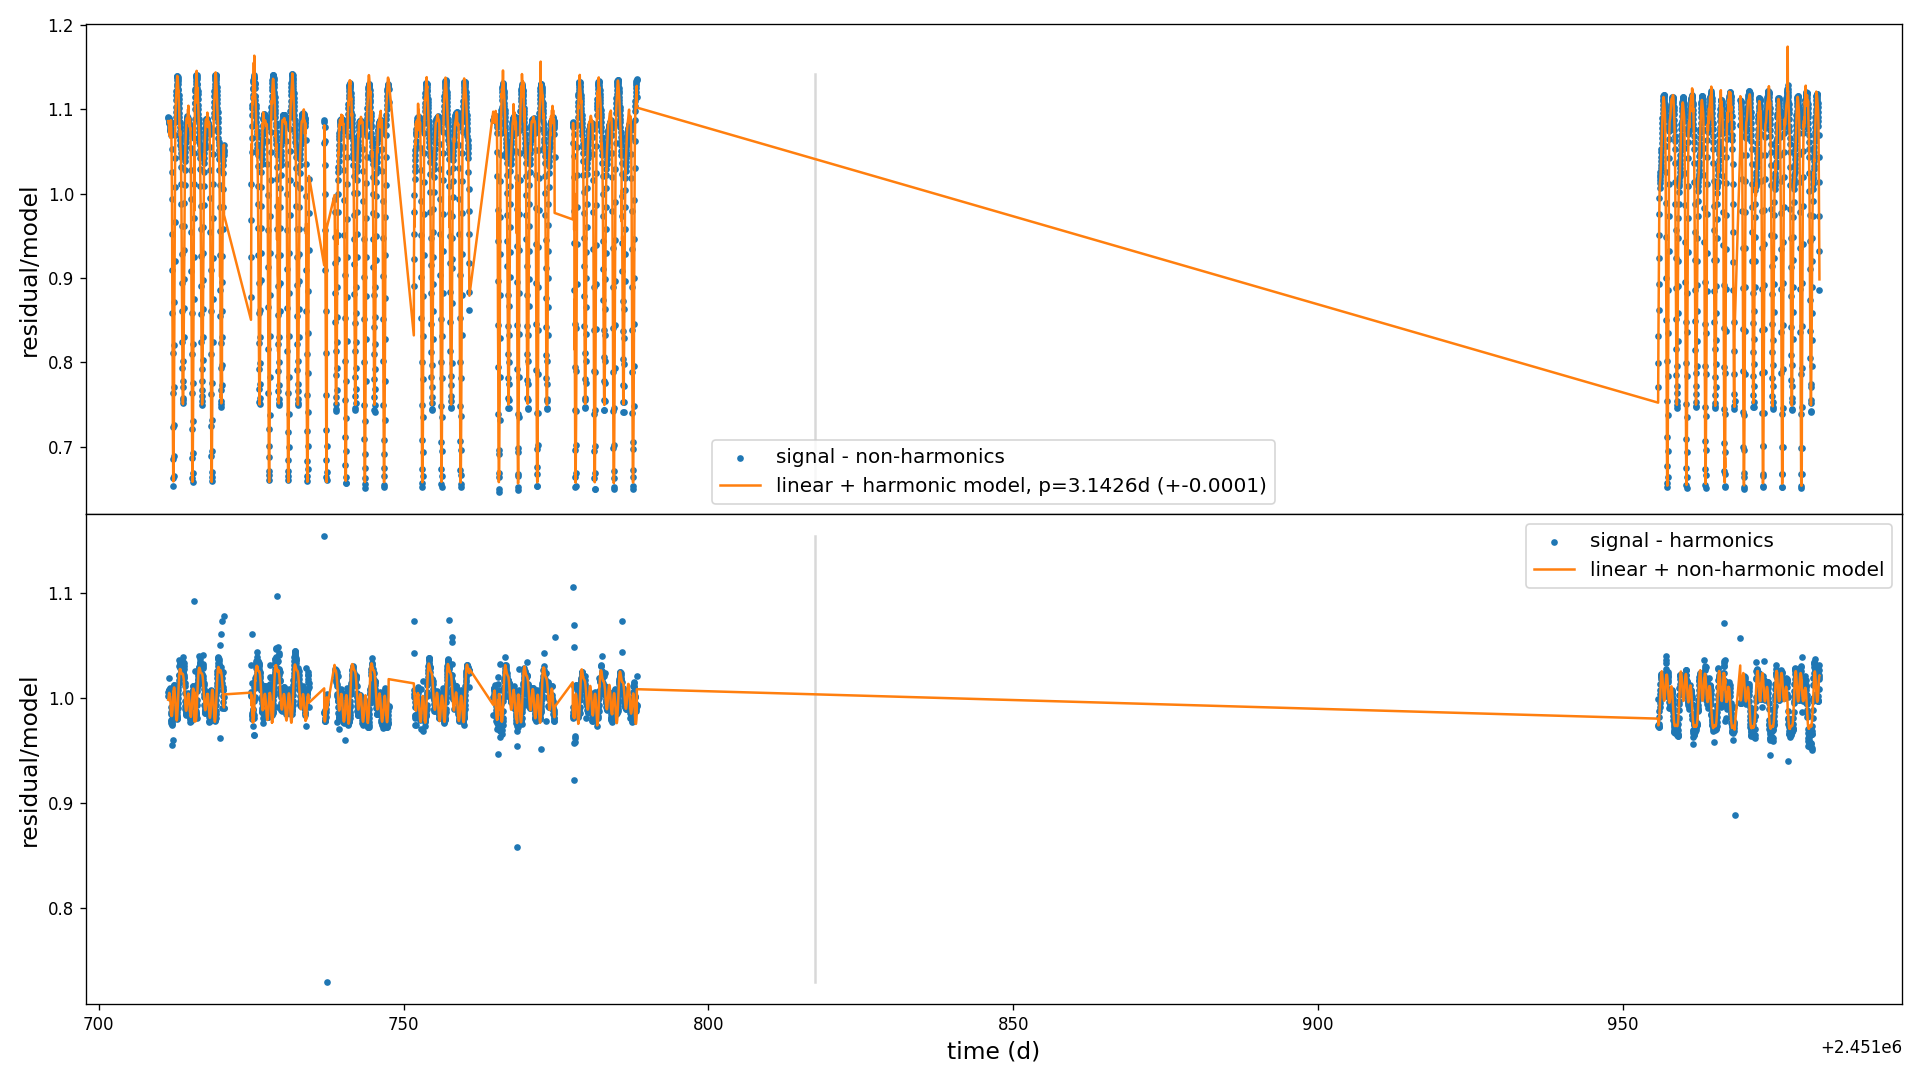 1.2
1.1
1.0
0.9
0.8
0.7
residual/model
signal - non-harmonics
linear + harmonic model, p=3.1426d (+-0.0001)
signal - harmonics
linear + non-harmonic model
1.1
1.0
0.9
0.8
residual/model
700 750 800 850 900 950
time (d)
+2.451e6